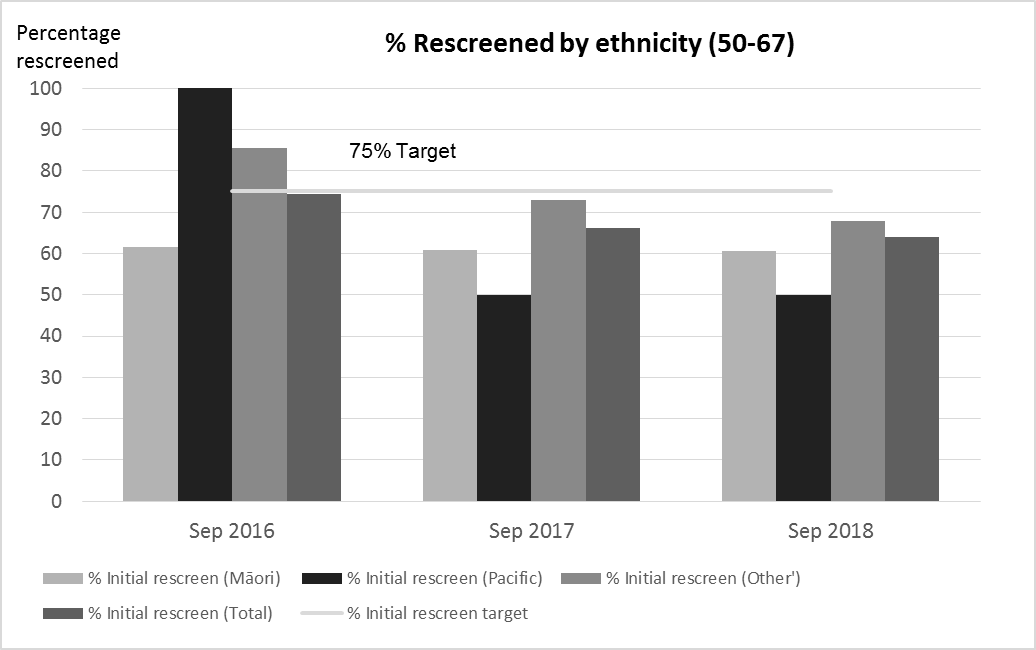 Percentage
rescreened
% Rescreened by ethnicity (50-67)
100
90
80
70
60
50
40
30
20
10
0
75% Target
Sep 2016
Sep 2017
Sep 2018
% Initial rescreen (Māori)
% Initial rescreen (Pacific)
% Initial rescreen (Other')
% Initial rescreen (Total)
% Initial rescreen target